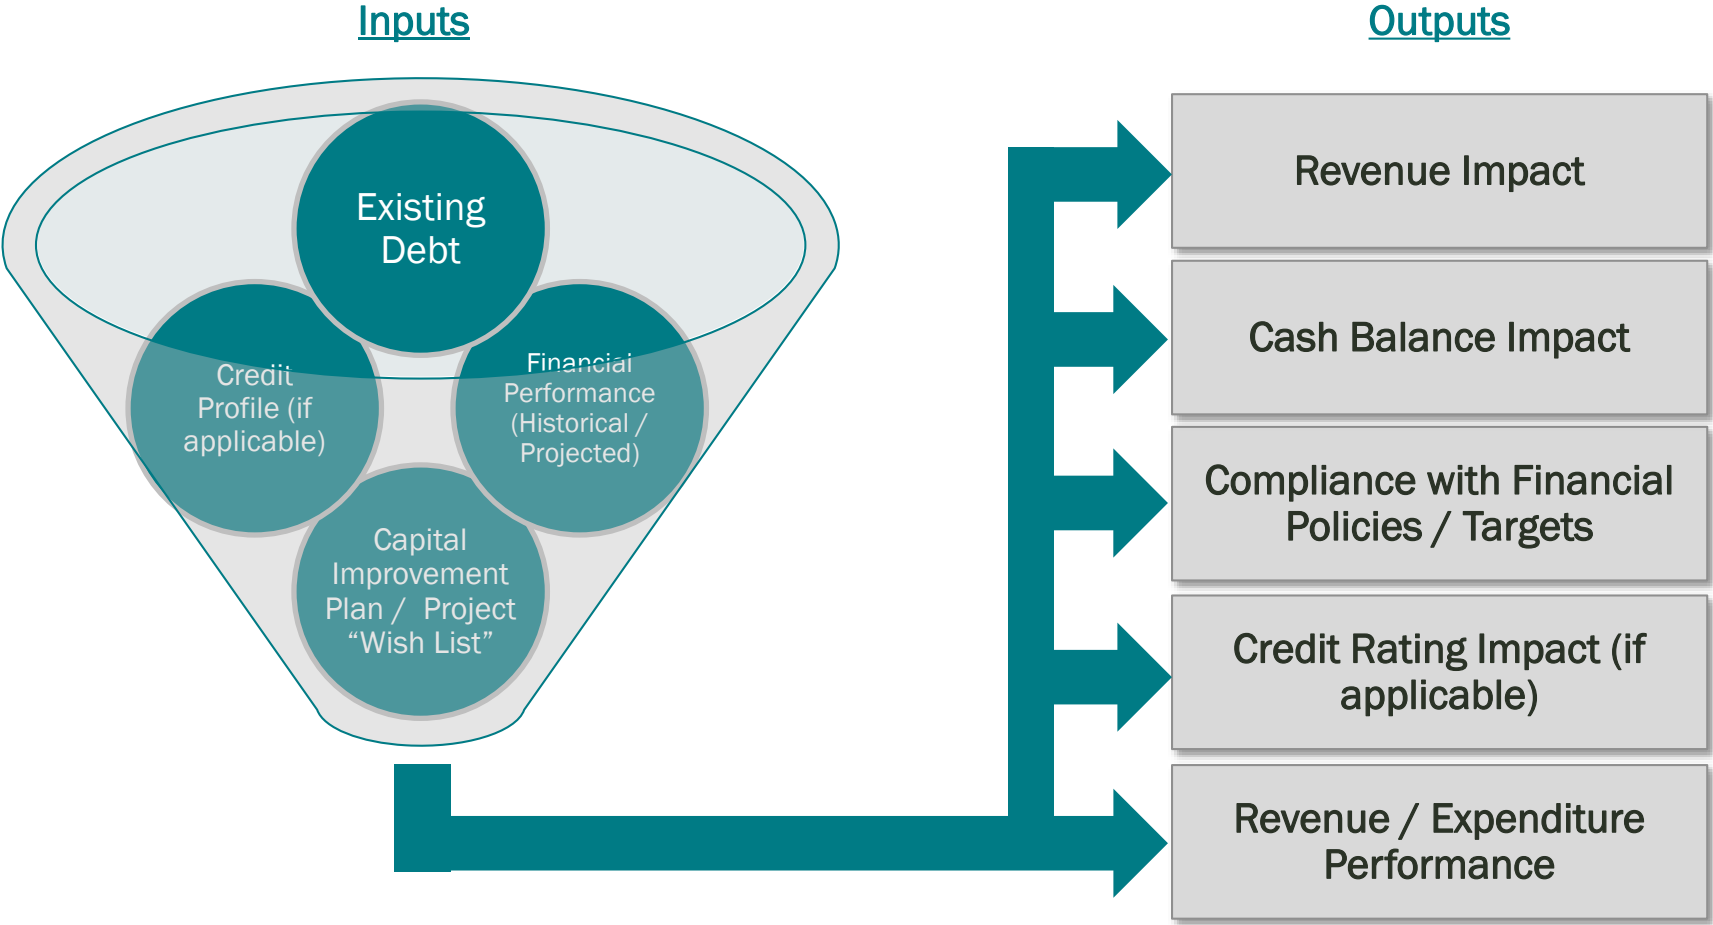 Inputs
Existing
Debt
Credit
Profile (if
applicable)
Financial
Performance
(Historical /
Projected)
Capital
Improvement
Plan /  Project
“Wish List”
Outputs
Revenue Impact
Cash Balance Impact
Compliance with Financial
Policies / Targets
Credit Rating Impact (if
applicable)
Revenue / Expenditure
Performance